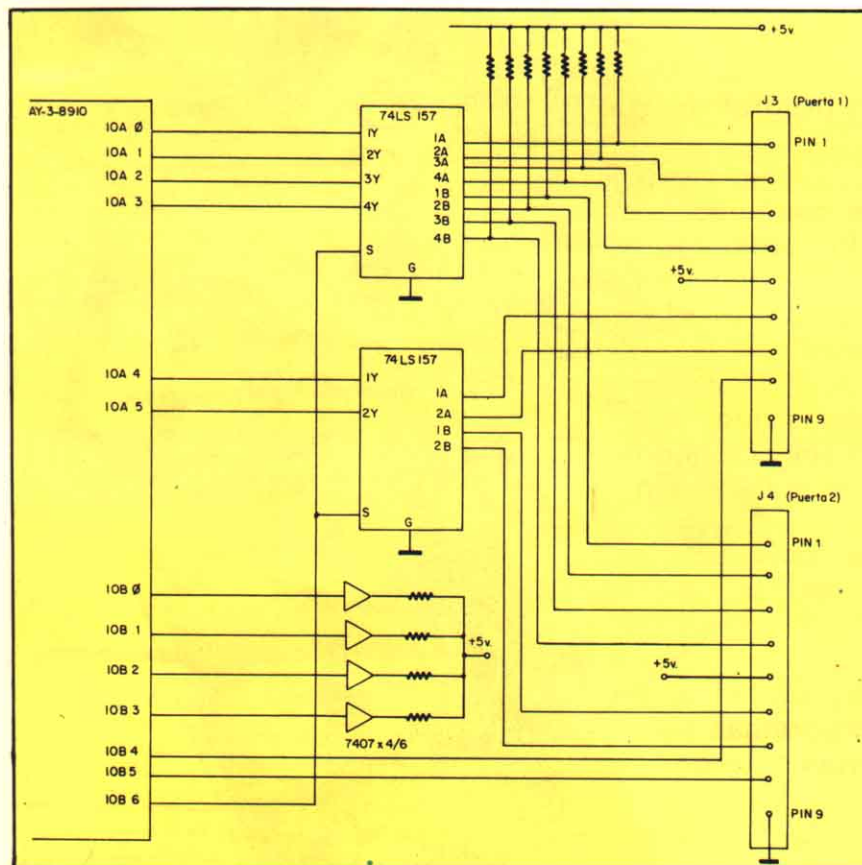 +5v.
AY-3-8910
74LS 157
J3 (Puerta 1)
PIN 1
IOA Ø
IOA 1
IOA 2
IOA 3
1Y
2Y
3Y
4Y
S
G
1A
2A
3A
4A
1B
2B
3B
4B
+5v.
PIN 9
74LS 157
IOA 4
IOA 5
1Y
2Y
S
G
1A
2A
1B
2B
J4 (Puerta 2)
PIN 1
+5v.
PIN 9
IOB Ø
IOB 1
IOB 2
IOB 3
+5v.
7407 x 4/6
IOB 4
IOB 5
IOB 6